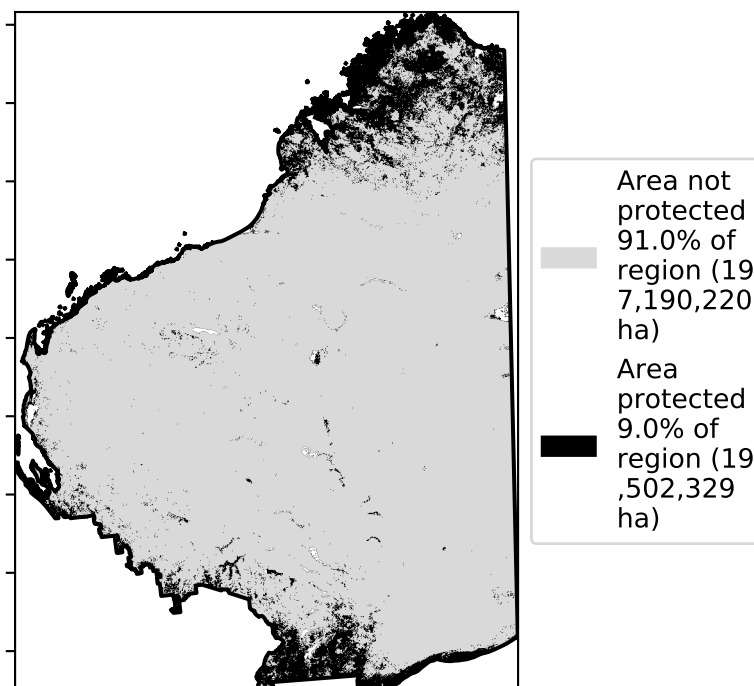 Area not
protected
91.0% of
region (19
7,190,220
ha)
Area
protected
9.0% of
region (19
,502,329
ha)